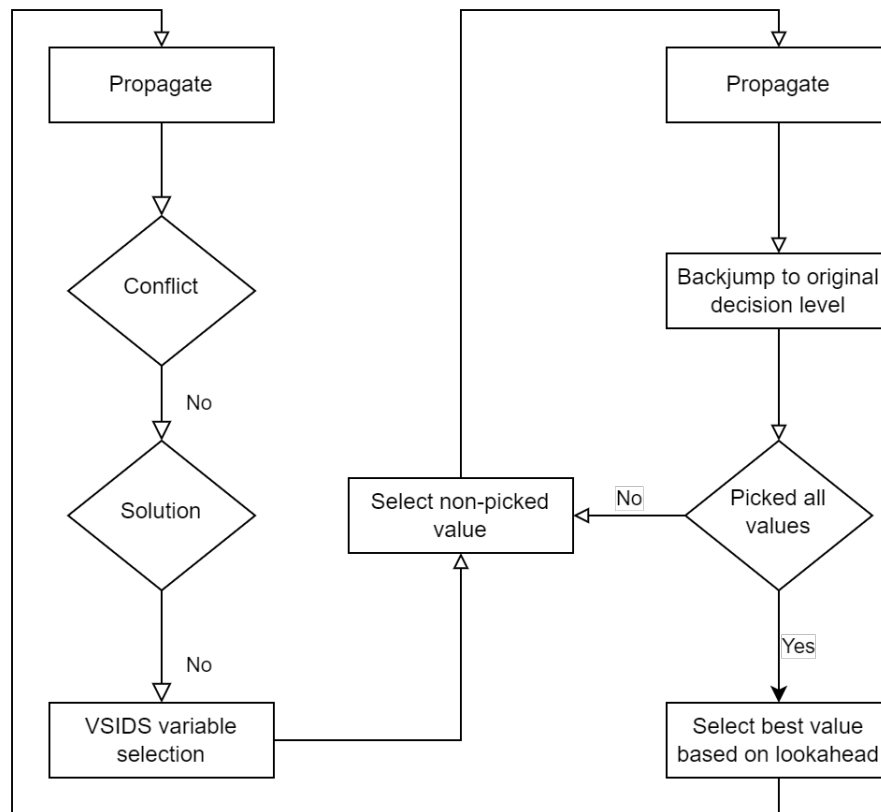 Propagate
Conflict
No
Solution
No
VSIDS variable
selection
Select non-picked
value
Propagate
Backjump to original
decision level
Picked all
values
No
Yes
Select best value
based on lookahead